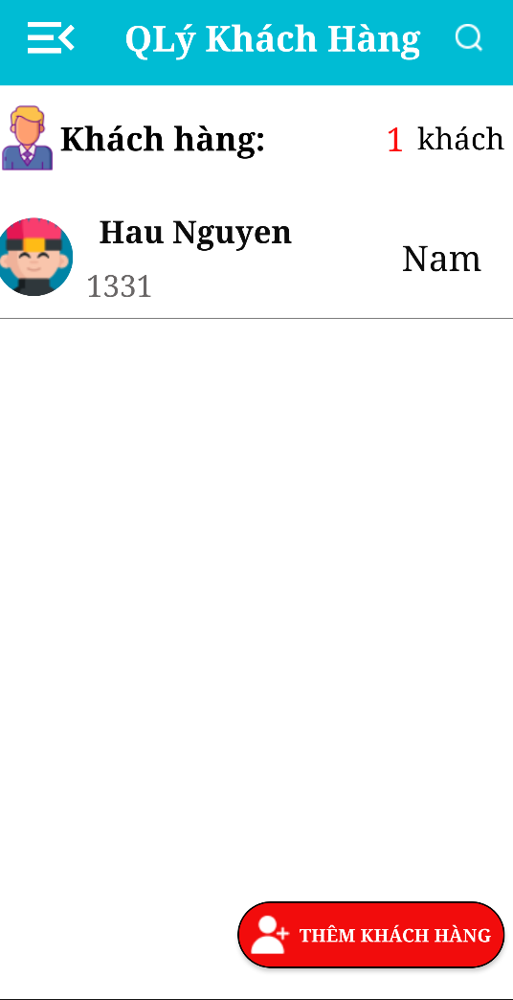 QLý Khách Hàng
Khách hàng: 1 khách
Hau Nguyen
Nam
1331
THÊM KHÁCH HÀNG